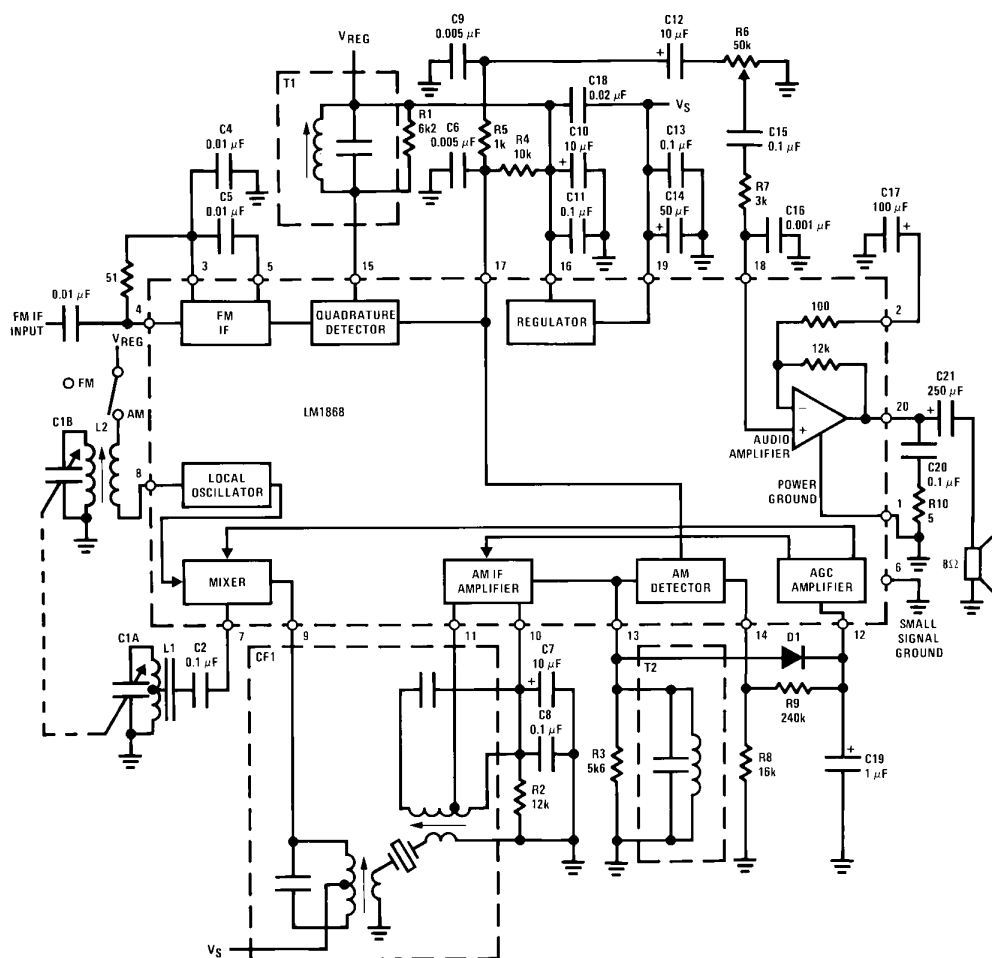 C9
0.005 µF
C12
10 µF
+
R6
50k
VREG
T1
C18
0.02 µF
VS
R1
6k2
C6
0.005 µF
R5
1k
R4
10k
C10
10 µF
+
C13
0.1 µF
C15
0.1 µF
C4
0.01 µF
C5
0.01 µF
C11
0.1 µF
C14
50 µF
+
R7
3k
C16
0.001 µF
C17
100 µF
+
51
0.01 µF
3
5
15
17
16
19
18
FM IF
INPUT
4
FM
IF
QUADRATURE
DETECTOR
REGULATOR
100
2
12k
VREG
FM
AM
LM1868
C1B
L2
8
LOCAL
OSCILLATOR
−
+
AUDIO
AMPLIFIER
20
+
C21
250 µF
C20
0.1 µF
POWER
GROUND
1
R10
5
8Ω
6
SMALL
SIGNAL
GROUND
MIXER
AM IF
AMPLIFIER
AM
DETECTOR
AGC
AMPLIFIER
7
9
11
10
13
14
12
C1A
L1
C2
0.1 µF
CF1
C7
10 µF
+
C8
0.1 µF
R2
12k
D1
T2
R9
240k
R3
5k6
R8
16k
+
C19
1 µF
VS